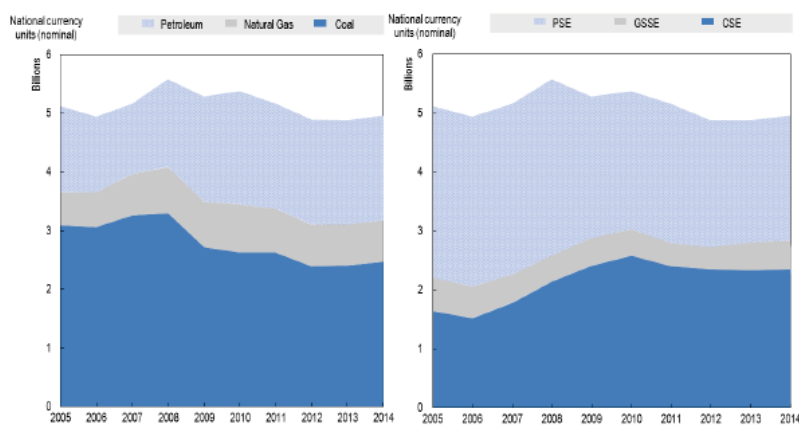 National currency
units (nominal)
Petroleum
Natural Gas
Coal
Billions
6
5
4
3
2
1
0
2005 2006 2007 2008 2009 2010 2011 2012 2013 2014
National currency
units (nominal)
PSE
GSSE
CSE
Billions
6
5
4
3
2
1
0
2005 2006 2007 2008 2009 2010 2011 2012 2013 2014